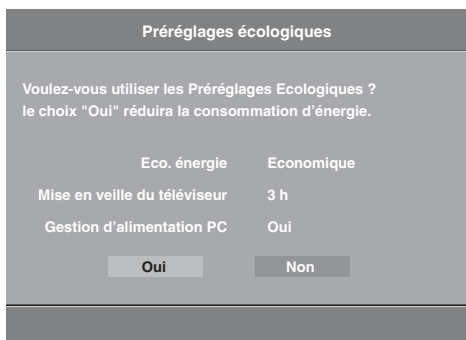 Préréglages écologiques
Voulez-vous utiliser les Préréglages Ecologiques ?
le choix "Oui" réduira la consommation d’énergie.
Eco. énergie Economique
Mise en veille du téléviseur 3 h
Gestion d’alimentation PC Oui
Oui Non